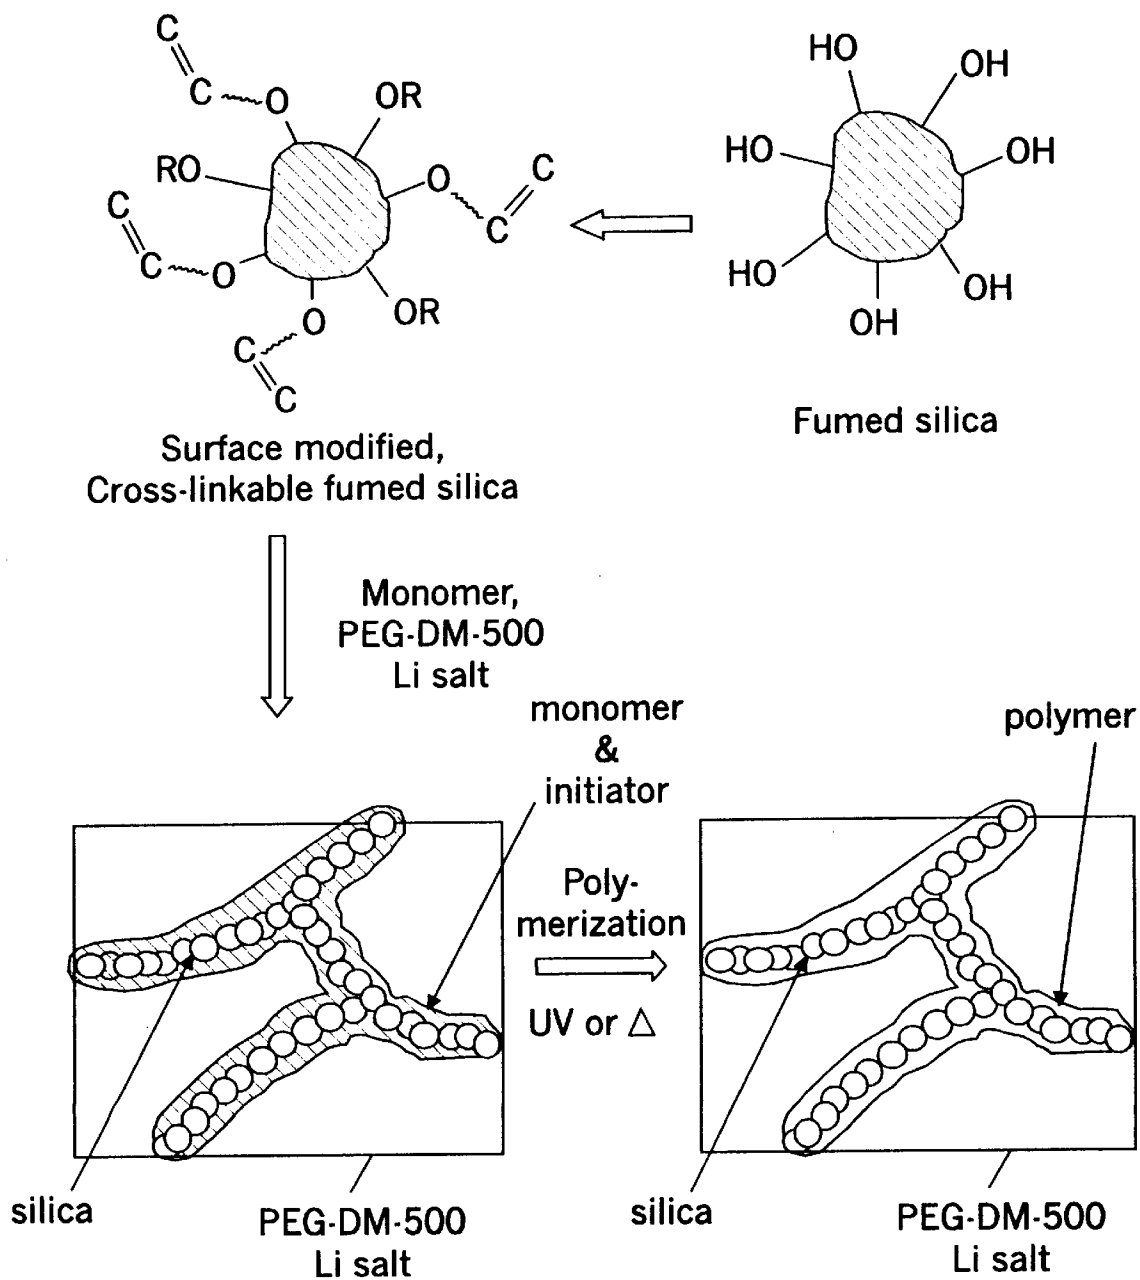 C
C
O
OR
RO
O
C
C
C
C
O
OR
O
C
C
HO
OH
HO
OH
HO
OH
OH
Surface modified,
Cross-linkable fumed silica
Fumed silica
Monomer,
PEG-DM-500
Li salt
monomer
&
initiator
polymer
Poly-
merization
UV or △
silica
PEG-DM-500
Li salt
silica
PEG-DM-500
Li salt